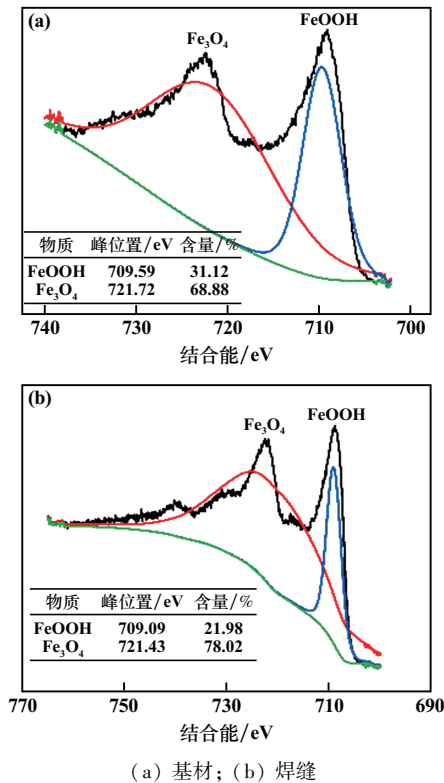 (a)
Fe₃O₄
FeOOH
物质 峰位置/eV 含量/%
FeOOH 709.59 31.12
Fe₃O₄ 721.72 68.88
740 730 720 710 700
结合能/eV
(b)
Fe₃O₄
FeOOH
物质 峰位置/eV 含量/%
FeOOH 709.09 21.98
Fe₃O₄ 721.43 78.02
770 750 730 710 690
结合能/eV
(a) 基材; (b) 焊缝